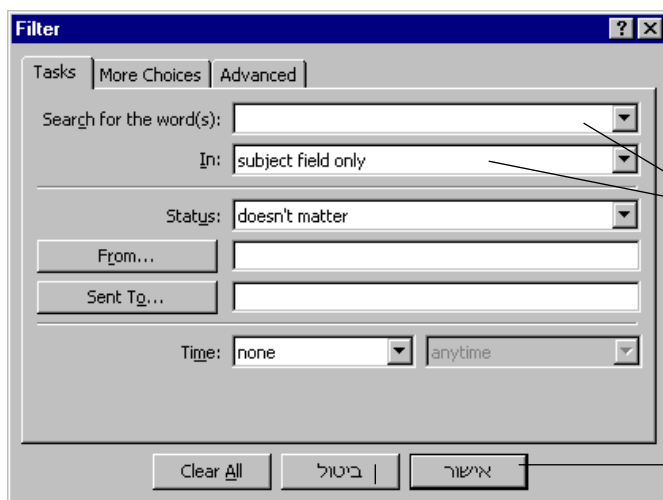 Filter
Tasks More Choices Advanced
Search for the word(s):
In: subject field only
Status: doesn't matter
From...
Sent To...
Time: none anytime
Clear All ביטול אישור